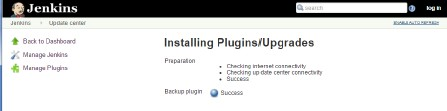 Jenkins
search
log in
Jenkins Update center
ENABLE AUTO REFRESH
Back to Dashboard
Manage Jenkins
Manage Plugins
Installing Plugins/Upgrades
Preparation
Checking internet connectivity
Checking update center connectivity
Success
Backup plugin Success